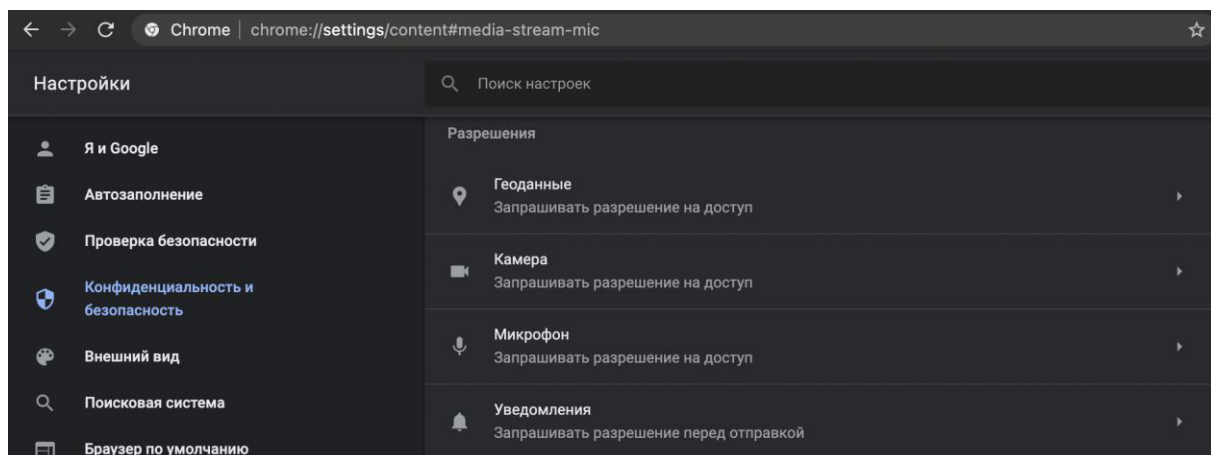 Chrome | chrome://settings/content#media-stream-mic
Настройки
Поиск настроек
Я и Google
Автозаполнение
Проверка безопасности
Конфиденциальность и
безопасность
Внешний вид
Поисковая система
Браузер по умолчанию
Разрешения
Геоданные
Запрашивать разрешение на доступ
Камера
Запрашивать разрешение на доступ
Микрофон
Запрашивать разрешение на доступ
Уведомления
Запрашивать разрешение перед отправкой